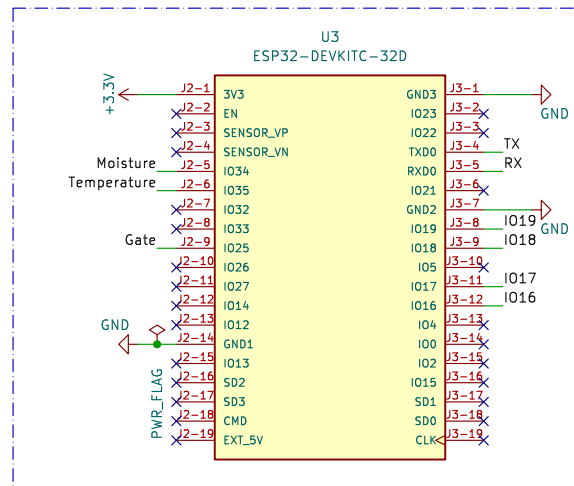 U3
ESP32-DEVKITC-32D
+3.3V
J2-1 3V3 GND3 J3-1 GND
J2-2 EN IO23 J3-2
J2-3 SENSOR_VP IO22 J3-3
J2-4 SENSOR_VN TXD0 J3-4 TX
Moisture J2-5 IO34 RXD0 J3-5 RX
Temperature J2-6 IO35 IO21 J3-6
J2-7 IO32 GND2 J3-7 GND
J2-8 IO33 IO19 J3-8 IO19
Gate J2-9 IO25 IO18 J3-9 IO18
J2-10 IO26 IO5 J3-10
J2-11 IO27 IO17 J3-11 IO17
J2-12 IO14 IO16 J3-12 IO16
J2-13 IO12 IO4 J3-13
GND J2-14 GND1 IO0 J3-14
J2-15 IO13 IO2 J3-15
J2-16 SD2 IO15 J3-16
J2-17 SD3 SD1 J3-17
J2-18 CMD SD0 J3-18
J2-19 EXT_5V CLK J3-19
PWR_FLAG